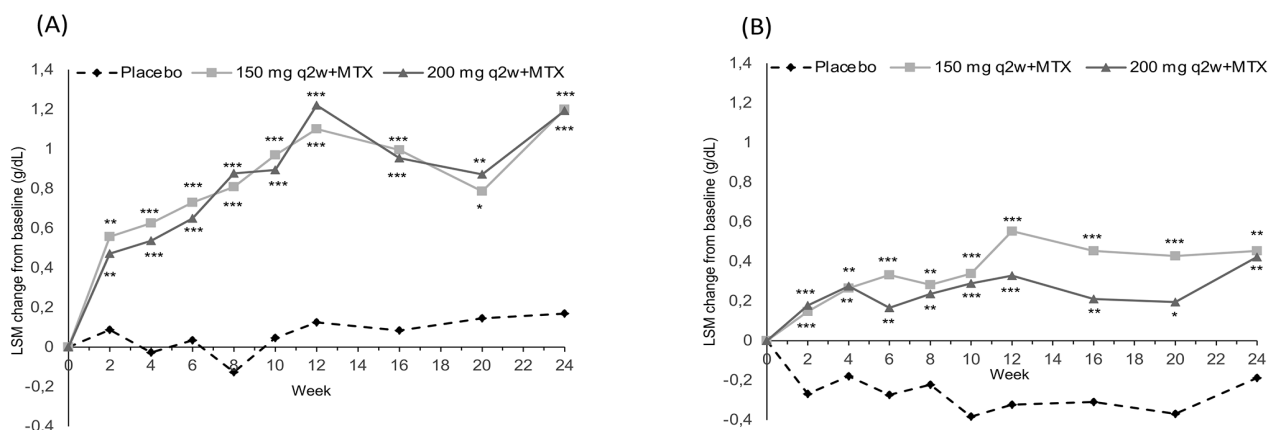 (A)
Placebo 150 mg q2w+MTX 200 mg q2w+MTX
LSM change from baseline (g/dL)
1,4
1,2
1
0,8
0,6
0,4
0,2
0
-0,2
-0,4
** *** *** *** *** *** *** ** ***
** *** *** *** *** *** *** * ***
0 2 4 6 8 10 12 14 16 18 20 22 24
Week
(B)
Placebo 150 mg q2w+MTX 200 mg q2w+MTX
LSM change from baseline (g/dL)
1,4
1,2
1
0,8
0,6
0,4
0,2
0
-0,2
-0,4
*** ** *** ** *** *** *** *** **
*** ** ** ** *** *** ** * **
0 2 4 6 8 10 12 14 16 18 20 22 24
Week